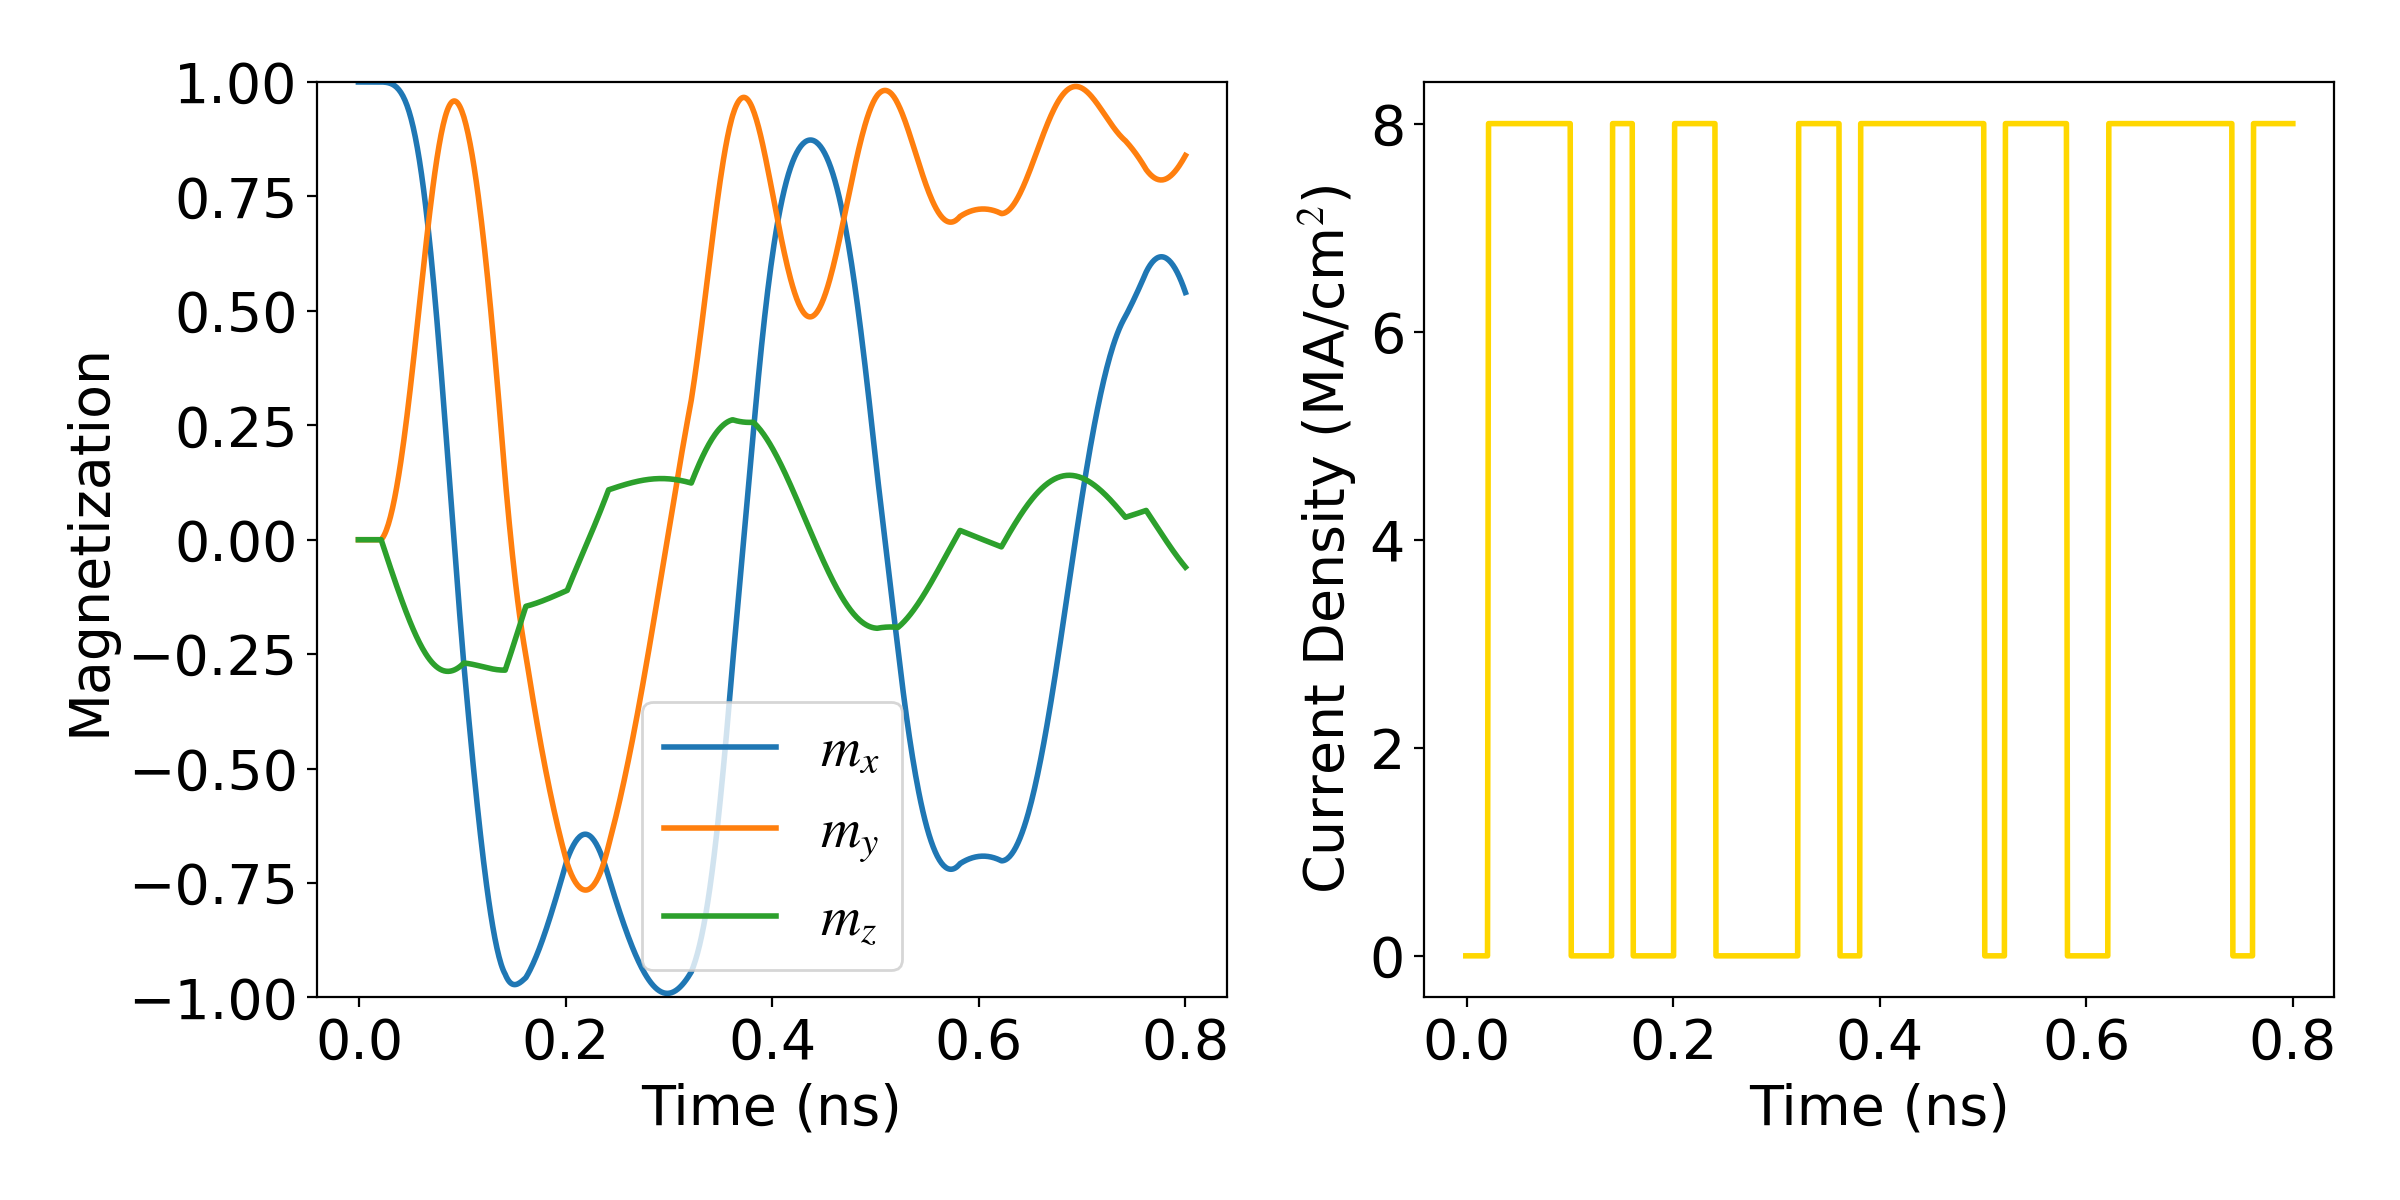 1.00
0.75
0.50
0.25
0.00
−0.25
−0.50
−0.75
−1.00
Magnetization
0.0 0.2 0.4 0.6 0.8
Time (ns)
m_x
m_y
m_z
8
6
4
2
0
Current Density (MA/cm²)
0.0 0.2 0.4 0.6 0.8
Time (ns)